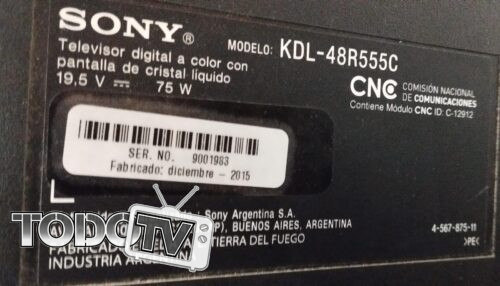 SONY®
MODELO: KDL-48R555C
Televisor digital a color con
pantalla de cristal líquido
19,5 V 75 W
CNC COMISIÓN NACIONAL
DE COMUNICACIONES
Contiene Módulo CNC ID: C-12912
SER. NO. 9001983
Fabricado: diciembre - 2015
TODO TV
Sony Argentina S.A.
BUENOS AIRES, ARGENTINA
4-567-875-11
FABRICADO
TIERRA DEL FUEGO
>PE<
INDUSTRIA ARGENTINA